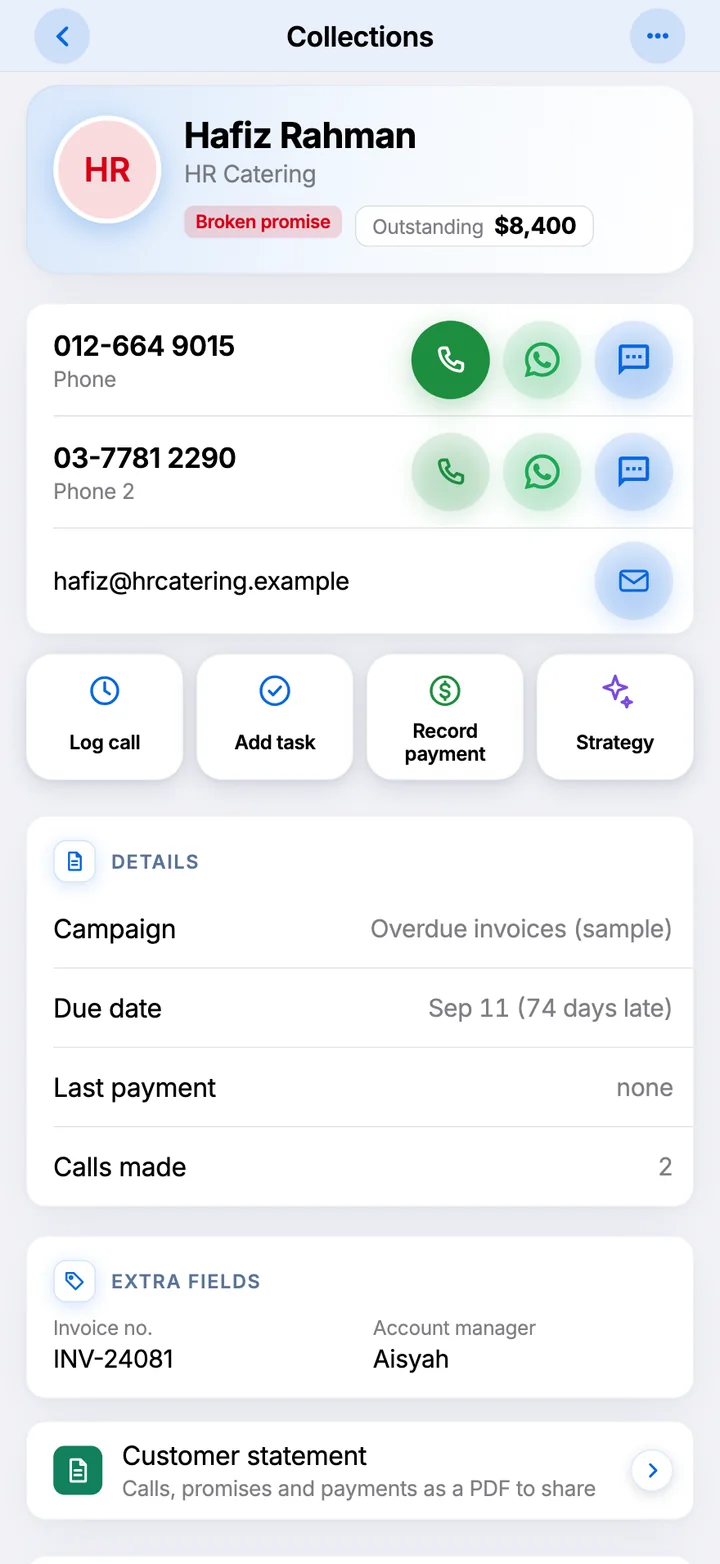 Collections
HR
Hafiz Rahman
HR Catering
Broken promise
Outstanding $8,400
012-664 9015
Phone
03-7781 2290
Phone 2
hafiz@hrcatering.example
Log call
Add task
Record
payment
Strategy
DETAILS
Campaign Overdue invoices (sample)
Due date Sep 11 (74 days late)
Last payment none
Calls made 2
EXTRA FIELDS
Invoice no. Account manager
INV-24081 Aisyah
Customer statement
Calls, promises and payments as a PDF to share